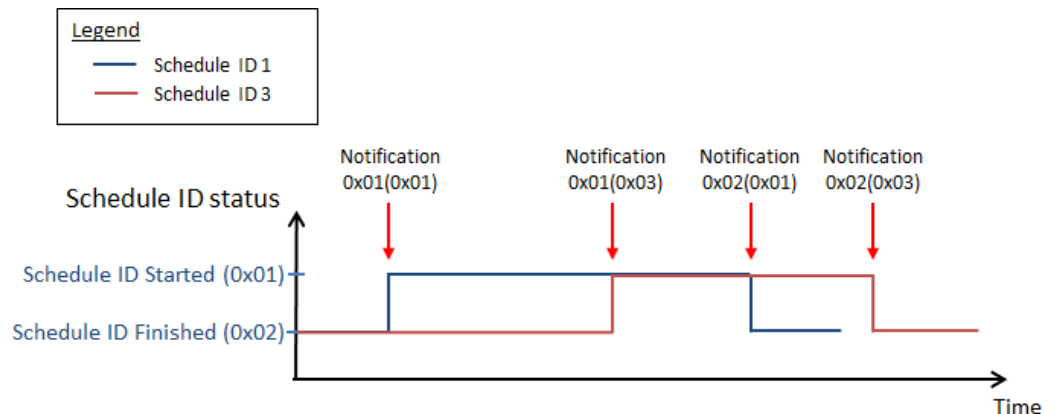 Legend
Schedule ID 1
Schedule ID 3
Notification
0x01(0x01)
Notification
0x01(0x03)
Notification
0x02(0x01)
Notification
0x02(0x03)
Schedule ID status
Schedule ID Started (0x01)
Schedule ID Finished (0x02)
Time